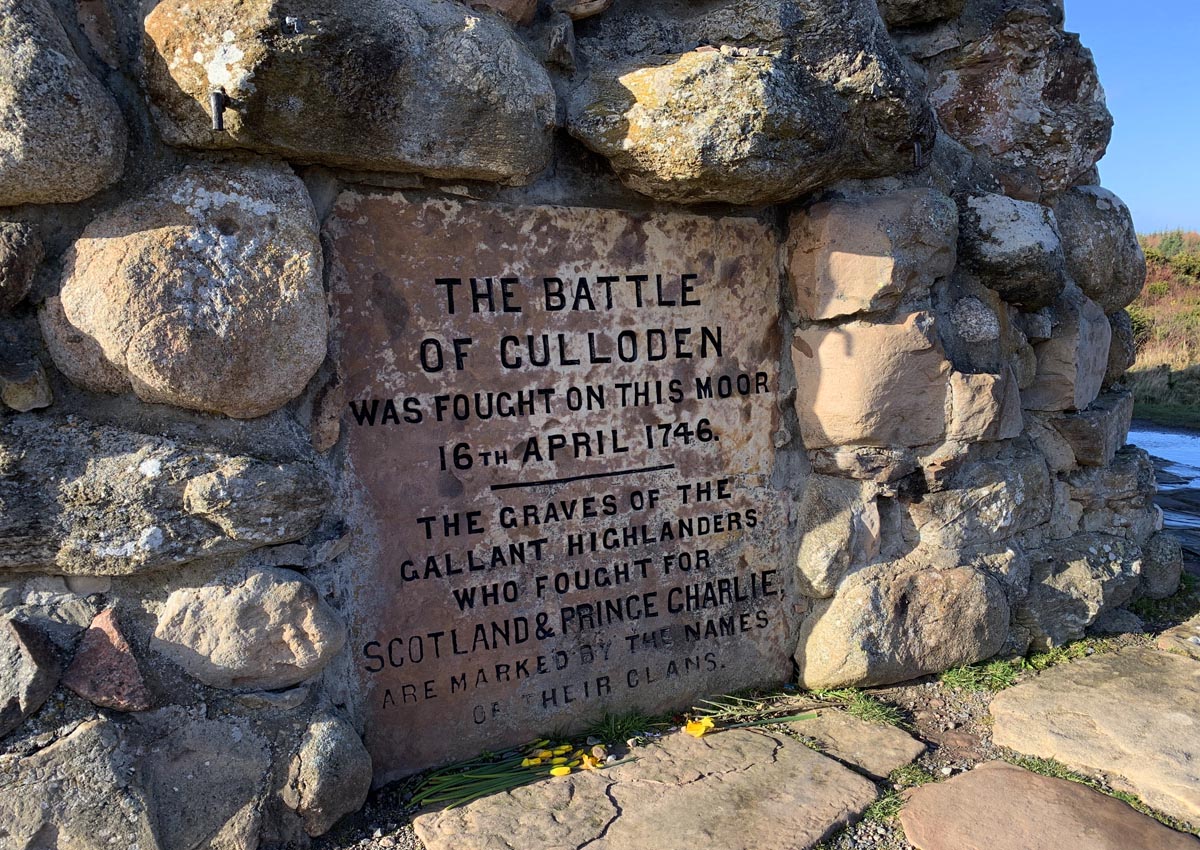 THE BATTLE
OF CULLODEN
WAS FOUGHT ON THIS MOOR
16TH APRIL 1746.
THE GRAVES OF THE
GALLANT HIGHLANDERS
WHO FOUGHT FOR
SCOTLAND & PRINCE CHARLIE,
ARE MARKED BY THE NAMES
OF THEIR CLANS.